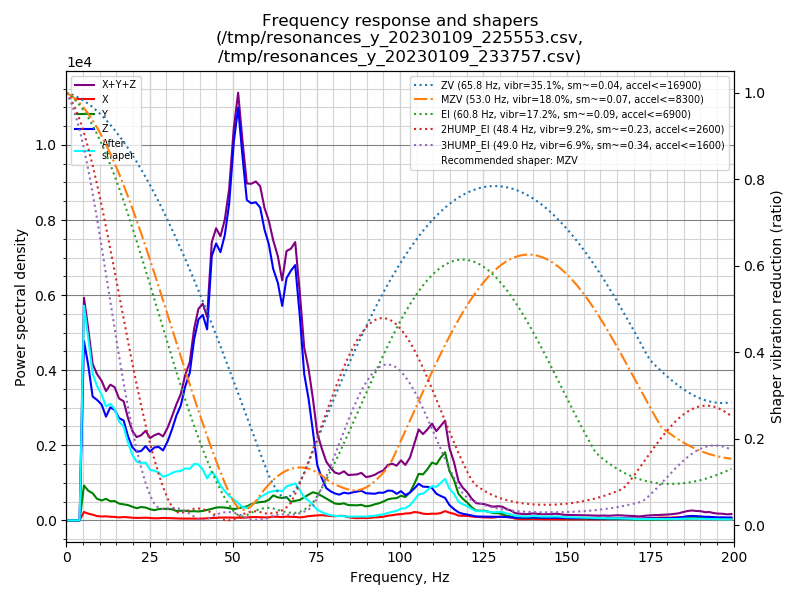 Frequency response and shapers
(/tmp/resonances_y_20230109_225553.csv,
/tmp/resonances_y_20230109_233757.csv)
1e4
X+Y+Z
X
Y
Z
After
shaper
ZV (65.8 Hz, vibr=35.1%, sm~=0.04, accel<=16900)
MZV (53.0 Hz, vibr=18.0%, sm~=0.07, accel<=8300)
EI (60.8 Hz, vibr=17.2%, sm~=0.09, accel<=6900)
2HUMP_EI (48.4 Hz, vibr=9.2%, sm~=0.23, accel<=2600)
3HUMP_EI (49.0 Hz, vibr=6.9%, sm~=0.34, accel<=1600)
Recommended shaper: MZV
Power spectral density
1.0
0.8
0.6
0.4
0.2
0.0
Shaper vibration reduction (ratio)
1.0
0.8
0.6
0.4
0.2
0.0
0 25 50 75 100 125 150 175 200
Frequency, Hz